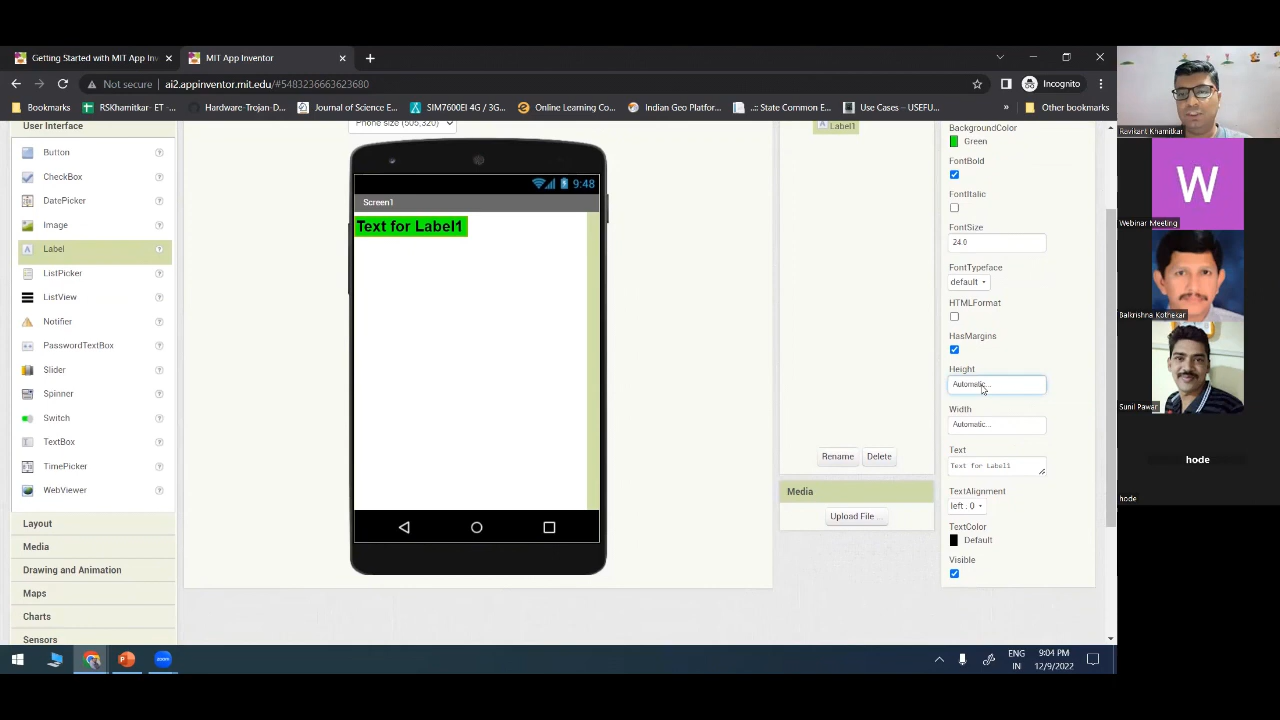 Getting Started with MIT App Inv
MIT App Inventor
Not secure
ai2.appinventor.mit.edu/#5483236663623680
Incognito
Bookmarks
RSKhamitkar- ET -...
Hardware-Trojan-D...
Journal of Science E...
SIM7600EI 4G / 3G...
Online Learning Co...
Indian Geo Platfor...
..: State Common E...
Use Cases – USEFU...
»
Other bookmarks
User Interface
Button
CheckBox
DatePicker
Image
Label
ListPicker
ListView
Notifier
PasswordTextBox
Slider
Spinner
Switch
TextBox
TimePicker
WebViewer
Layout
Media
Drawing and Animation
Maps
Charts
Sensors
Phone size (505,320)
9:48
Screen1
Text for Label1
Label1
Rename
Delete
Media
Upload File ...
BackgroundColor
Green
FontBold
FontItalic
FontSize
24.0
FontTypeface
default
HTMLFormat
HasMargins
Height
Automatic...
Width
Automatic...
Text
Text for Label1
TextAlignment
left : 0
TextColor
Default
Visible
Ravikant Khamitkar
W
Webinar Meeting
Balkrishna Kothekar
Sunil Pawar
hode
hode
zoom
ENG
IN
9:04 PM
12/9/2022